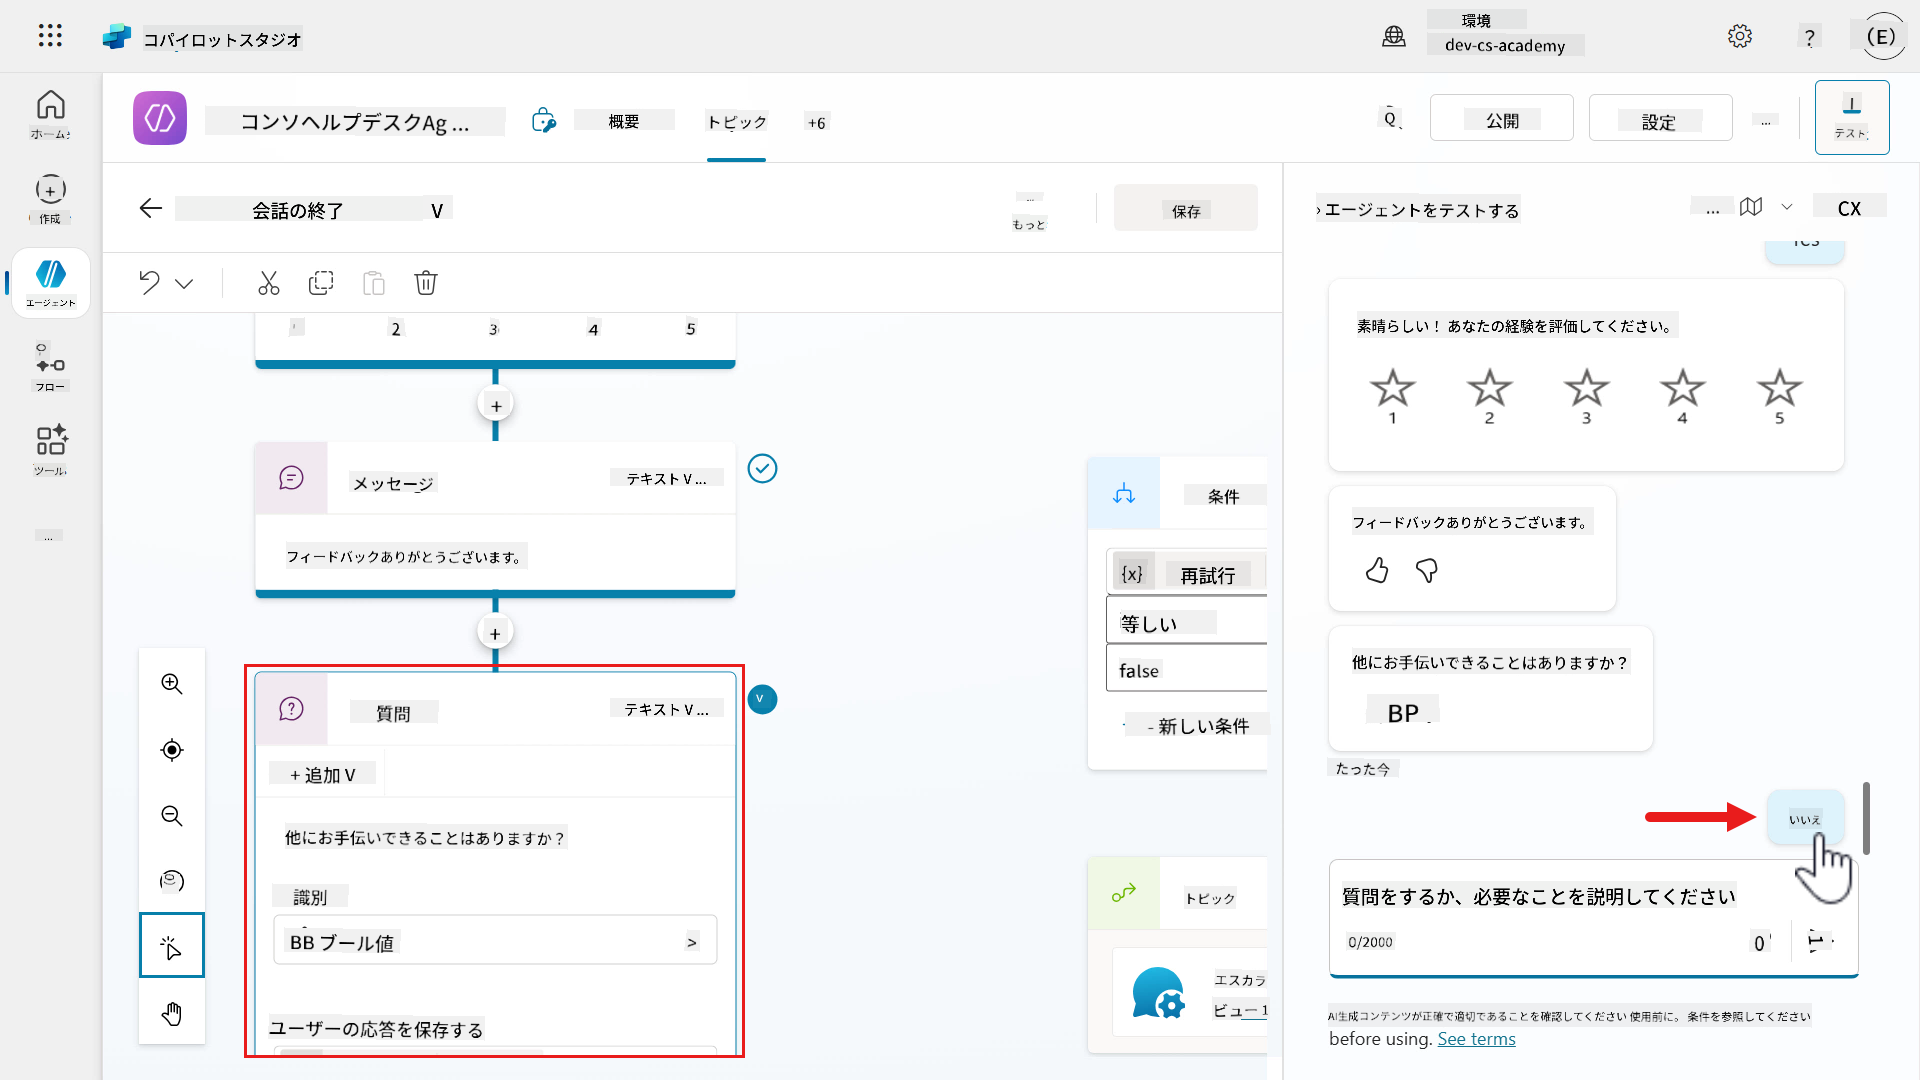 コパイロットスタジオ
環境
dev-cs-academy
?
(E)
ホーム
作成
エージェント
フロー
ツール
...
コンソヘルプデスクAg ...
概要
トピック
+6
公開
設定
...
テスト
会話の終了 V
...
もっと
保存
2 3 4 5
+
メッセージ
テキスト V ...
フィードバックありがとうございます。
+
質問
テキスト V ...
+ 追加 V
他にお手伝いできることはありますか？
識別
BB ブール値 >
ユーザーの応答を保存する
条件
{x} 再試行
等しい
false
- 新しい条件
トピック
エスカラ
ビュー 1
› エージェントをテストする
...
CX
素晴らしい！ あなたの経験を評価してください。
1 2 3 4 5
フィードバックありがとうございます。
他にお手伝いできることはありますか？
BP
たった今
いいえ
質問をするか、必要なことを説明してください
0/2000
AI生成コンテンツが正確で適切であることを確認してください 使用前に。 条件を参照してください
before using. See terms